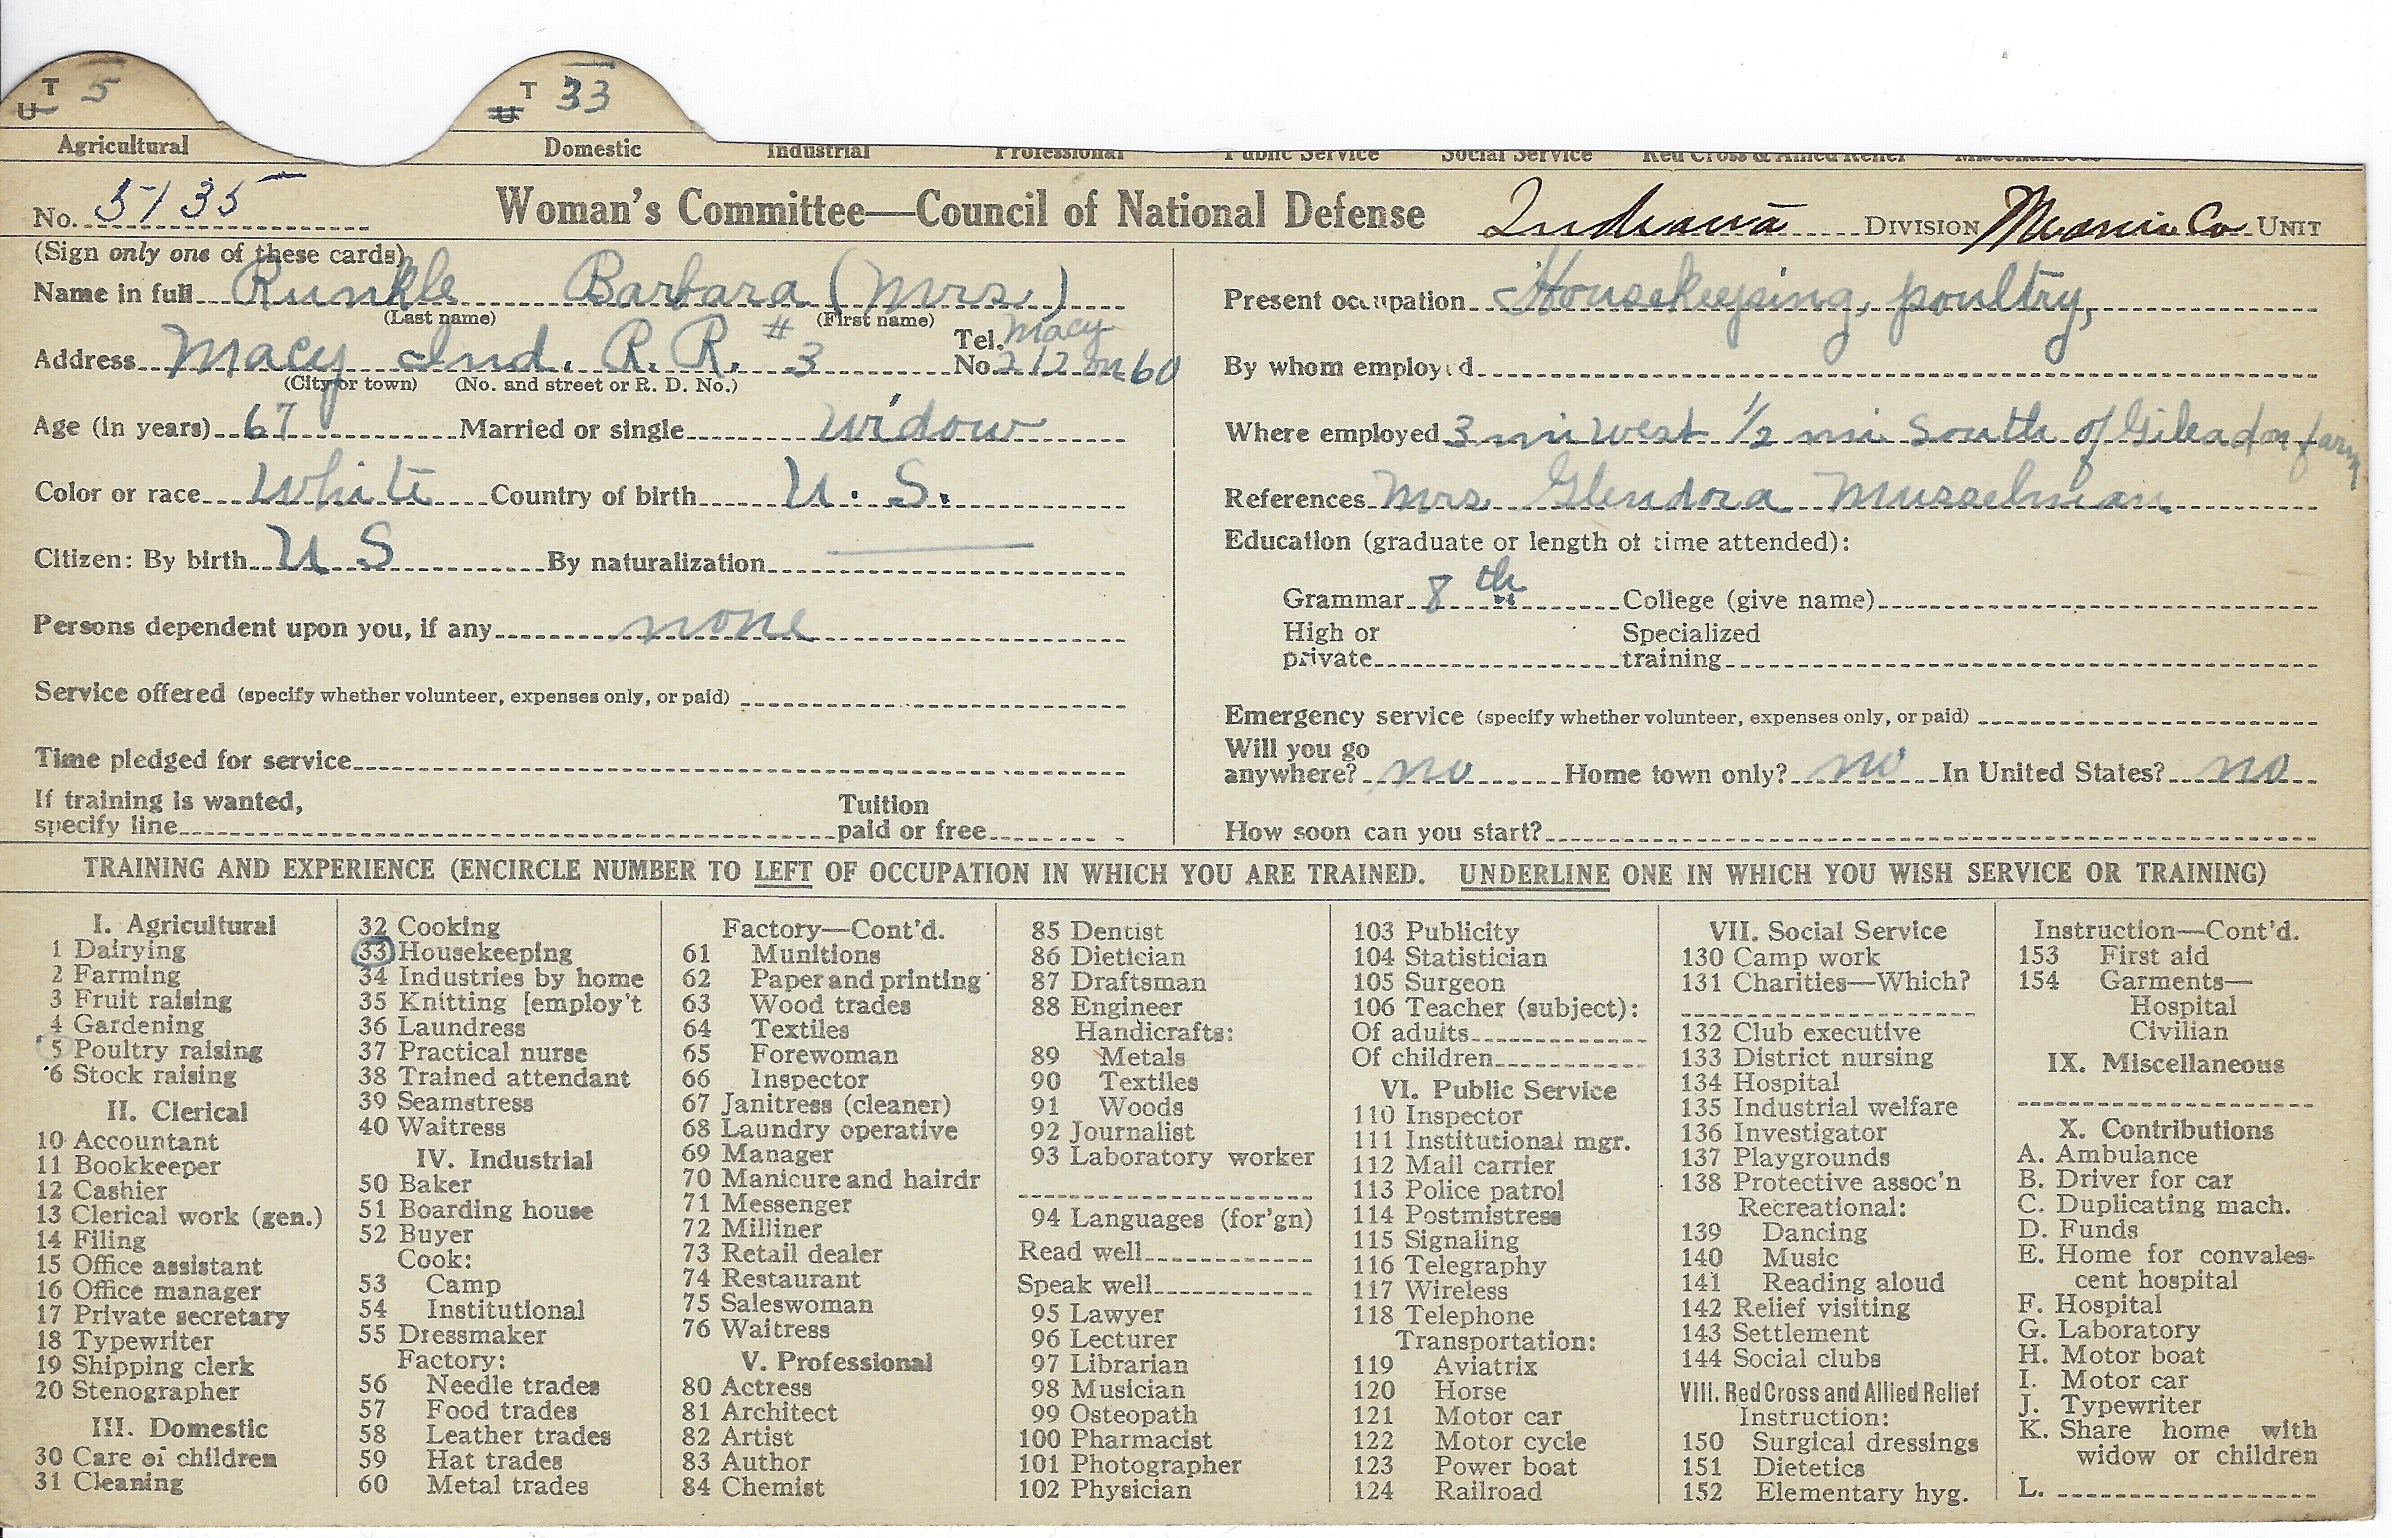 T 5
U
T 33
U
Agricultural Domestic Industrial Professional Public Service Social Service Red Cross & Allied Relief Miscellaneous
No. 5135
Woman's Committee—Council of National Defense
Indiana DIVISION Miami Co UNIT
(Sign only one of these cards)
Name in full Runkle Barbara (Mrs.)
(Last name) (First name)
Address Macy Ind. R. R. # 3
(City or town) (No. and street or R. D. No.)
Tel. Macy
No. 212 on 60
Age (in years) 67 Married or single widow
Color or race White Country of birth U. S.
Citizen: By birth U S By naturalization
Persons dependent upon you, if any none
Service offered (specify whether volunteer, expenses only, or paid)
Time pledged for service
If training is wanted,
specify line
Tuition
paid or free
Present occupation Housekeeping, poultry,
By whom employed
Where employed 3 mi west 1/2 mi. south of Gilead on farm
References Mrs Glendora Musselman
Education (graduate or length of time attended):
Grammar 8th College (give name)
High or
private
Specialized
training
Emergency service (specify whether volunteer, expenses only, or paid)
Will you go
anywhere? no Home town only? no In United States? no
How soon can you start?
TRAINING AND EXPERIENCE (ENCIRCLE NUMBER TO LEFT OF OCCUPATION IN WHICH YOU ARE TRAINED. UNDERLINE ONE IN WHICH YOU WISH SERVICE OR TRAINING)
I. Agricultural
1 Dairying
2 Farming
3 Fruit raising
4 Gardening
5 Poultry raising
6 Stock raising
II. Clerical
10 Accountant
11 Bookkeeper
12 Cashier
13 Clerical work (gen.)
14 Filing
15 Office assistant
16 Office manager
17 Private secretary
18 Typewriter
19 Shipping clerk
20 Stenographer
III. Domestic
30 Care of children
31 Cleaning
32 Cooking
33 Housekeeping
34 Industries by home
35 Knitting [employ't
36 Laundress
37 Practical nurse
38 Trained attendant
39 Seamstress
40 Waitress
IV. Industrial
50 Baker
51 Boarding house
52 Buyer
Cook:
53 Camp
54 Institutional
55 Dressmaker
Factory:
56 Needle trades
57 Food trades
58 Leather trades
59 Hat trades
60 Metal trades
Factory—Cont'd.
61 Munitions
62 Paper and printing
63 Wood trades
64 Textiles
65 Forewoman
66 Inspector
67 Janitress (cleaner)
68 Laundry operative
69 Manager
70 Manicure and hairdr
71 Messenger
72 Milliner
73 Retail dealer
74 Restaurant
75 Saleswoman
76 Waitress
V. Professional
80 Actress
81 Architect
82 Artist
83 Author
84 Chemist
85 Dentist
86 Dietician
87 Draftsman
88 Engineer
Handicrafts:
89 Metals
90 Textiles
91 Woods
92 Journalist
93 Laboratory worker
94 Languages (for'gn)
Read well
Speak well
95 Lawyer
96 Lecturer
97 Librarian
98 Musician
99 Osteopath
100 Pharmacist
101 Photographer
102 Physician
103 Publicity
104 Statistician
105 Surgeon
106 Teacher (subject):
Of adults
Of children
VI. Public Service
110 Inspector
111 Institutional mgr.
112 Mail carrier
113 Police patrol
114 Postmistress
115 Signaling
116 Telegraphy
117 Wireless
118 Telephone
Transportation:
119 Aviatrix
120 Horse
121 Motor car
122 Motor cycle
123 Power boat
124 Railroad
VII. Social Service
130 Camp work
131 Charities—Which?
132 Club executive
133 District nursing
134 Hospital
135 Industrial welfare
136 Investigator
137 Playgrounds
138 Protective assoc'n
Recreational:
139 Dancing
140 Music
141 Reading aloud
142 Relief visiting
143 Settlement
144 Social clubs
VIII. Red Cross and Allied Relief
Instruction:
150 Surgical dressings
151 Dietetics
152 Elementary hyg.
Instruction—Cont'd.
153 First aid
154 Garments—
Hospital
Civilian
IX. Miscellaneous
X. Contributions
A. Ambulance
B. Driver for car
C. Duplicating mach.
D. Funds
E. Home for convales-
cent hospital
F. Hospital
G. Laboratory
H. Motor boat
I. Motor car
J. Typewriter
K. Share home with
widow or children
L.